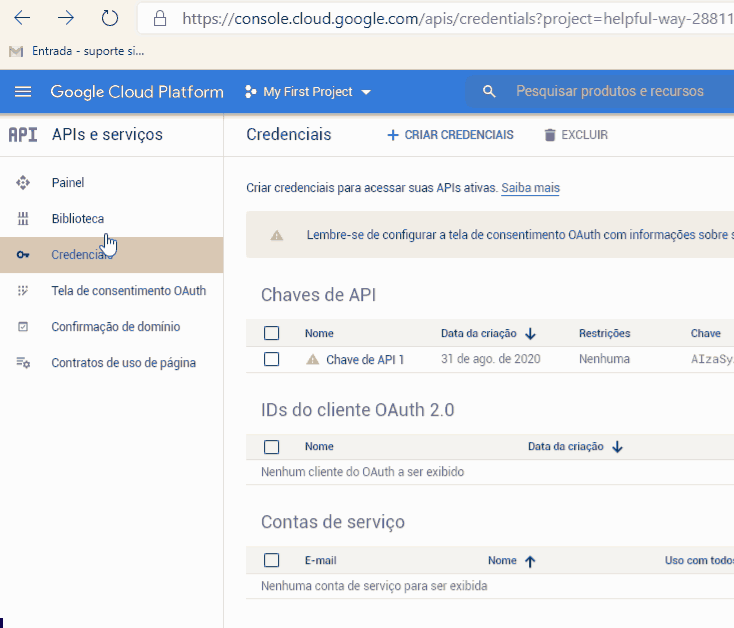 https://console.cloud.google.com/apis/credentials?project=helpful-way-28811
Entrada - suporte si...
Google Cloud Platform
My First Project
Pesquisar produtos e recursos
API APIs e serviços
Credenciais
+ CRIAR CREDENCIAIS
EXCLUIR
Painel
Biblioteca
Credenciais
Tela de consentimento OAuth
Confirmação de domínio
Contratos de uso de página
Criar credenciais para acessar suas APIs ativas. Saiba mais
Lembre-se de configurar a tela de consentimento OAuth com informações sobre s
Chaves de API
Nome Data da criação Restrições Chave
Chave de API 1 31 de ago. de 2020 Nenhuma AIzaSy
IDs do cliente OAuth 2.0
Nome Data da criação
Nenhum cliente do OAuth a ser exibido
Contas de serviço
E-mail Nome Uso com todos
Nenhuma conta de serviço para ser exibida